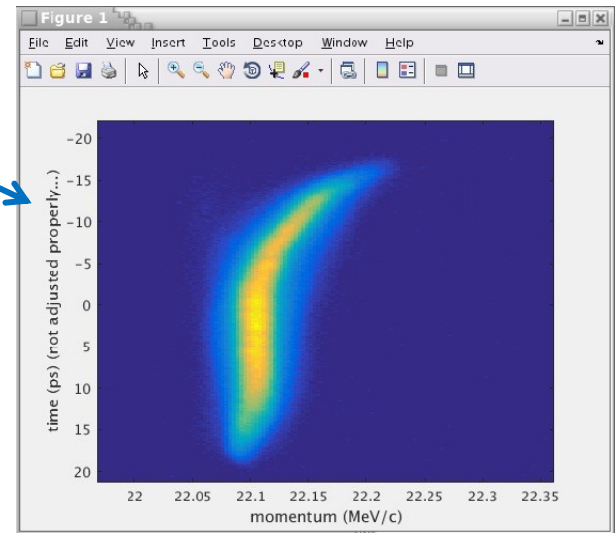 Figure 1
File Edit View Insert Tools Desktop Window Help
-20
-15
-10
-5
0
5
10
15
20
time (ps) (not adjusted properly...)
22 22.05 22.1 22.15 22.2 22.25 22.3 22.35
momentum (MeV/c)